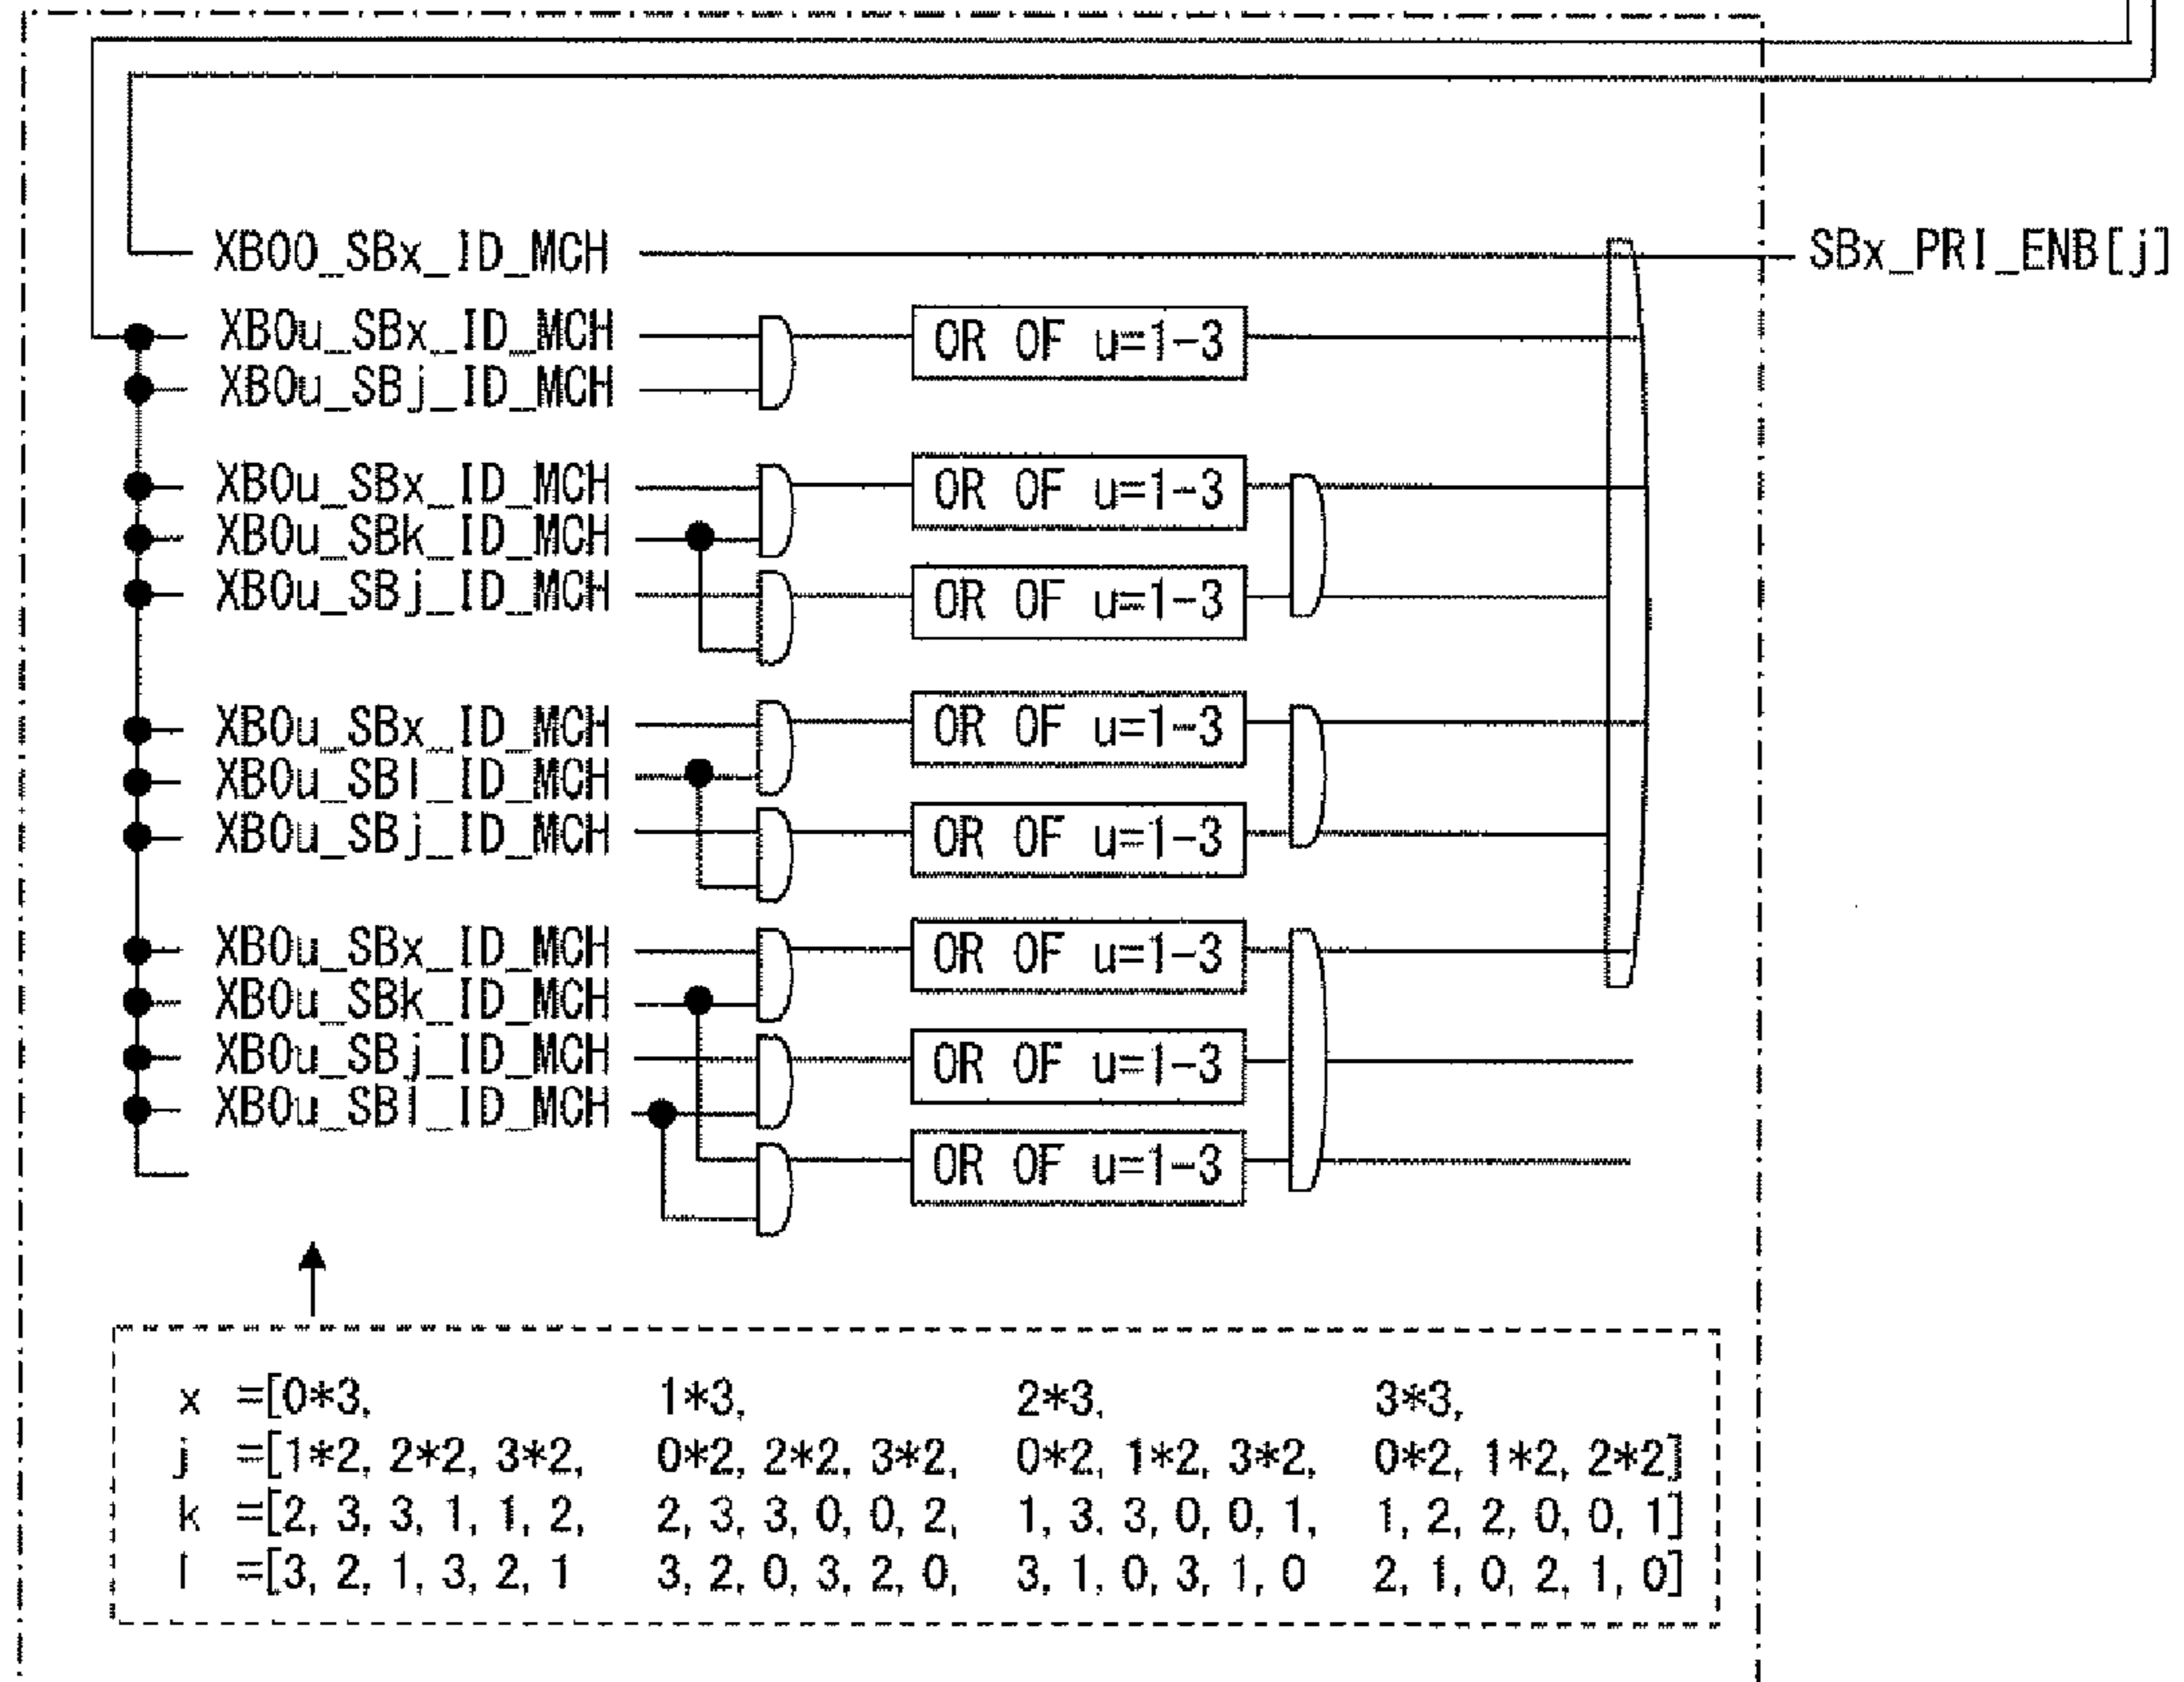 XB00_SBx_ID_MCH SBx_PRI_ENB[j]
XB0u_SBx_ID_MCH OR OF u=1-3
XB0u_SBj_ID_MCH
XB0u_SBx_ID_MCH OR OF u=1-3
XB0u_SBk_ID_MCH
XB0u_SBj_ID_MCH OR OF u=1-3
XB0u_SBx_ID_MCH OR OF u=1-3
XB0u_SBl_ID_MCH
XB0u_SBj_ID_MCH OR OF u=1-3
XB0u_SBx_ID_MCH OR OF u=1-3
XB0u_SBk_ID_MCH
XB0u_SBj_ID_MCH OR OF u=1-3
XB0u_SBl_ID_MCH
OR OF u=1-3
x =[0*3, 1*3, 2*3, 3*3,
j =[1*2, 2*2, 3*2, 0*2, 2*2, 3*2, 0*2, 1*2, 3*2, 0*2, 1*2, 2*2]
k =[2, 3, 3, 1, 1, 2, 2, 3, 3, 0, 0, 2, 1, 3, 3, 0, 0, 1, 1, 2, 2, 0, 0, 1]
l =[3, 2, 1, 3, 2, 1 3, 2, 0, 3, 2, 0, 3, 1, 0, 3, 1, 0 2, 1, 0, 2, 1, 0]